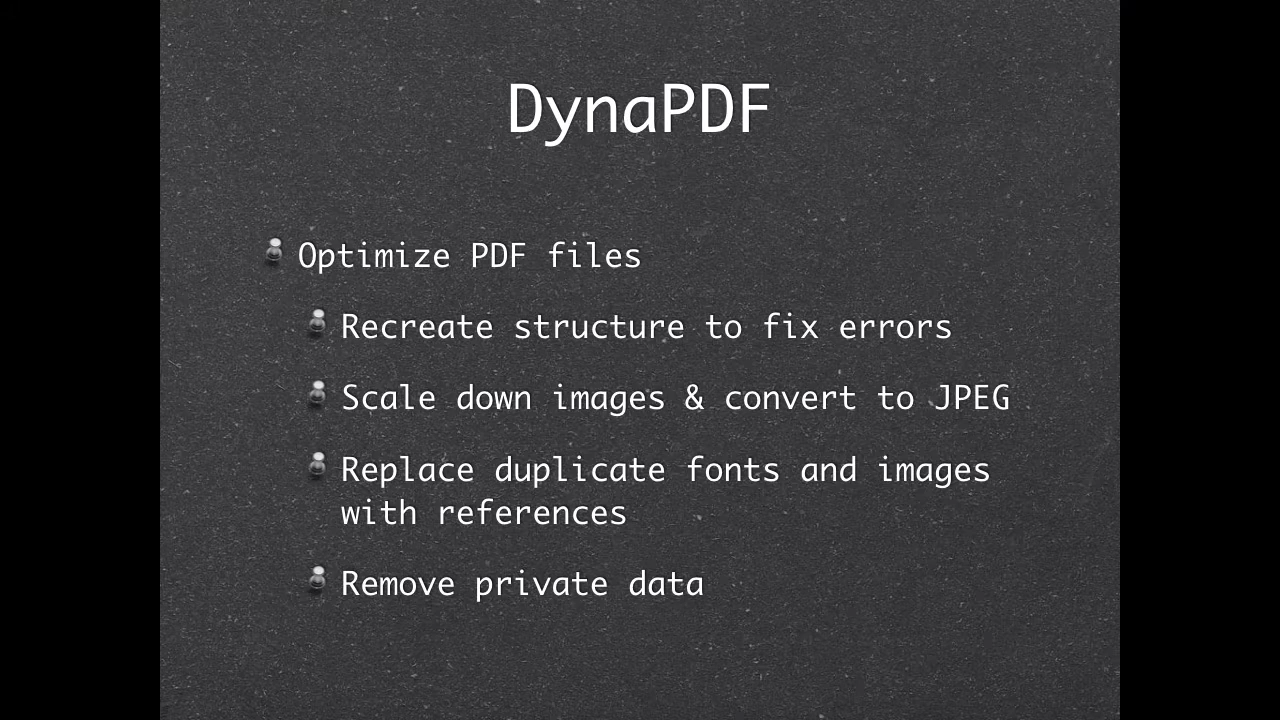 DynaPDF
Optimize PDF files
Recreate structure to fix errors
Scale down images & convert to JPEG
Replace duplicate fonts and images
with references
Remove private data